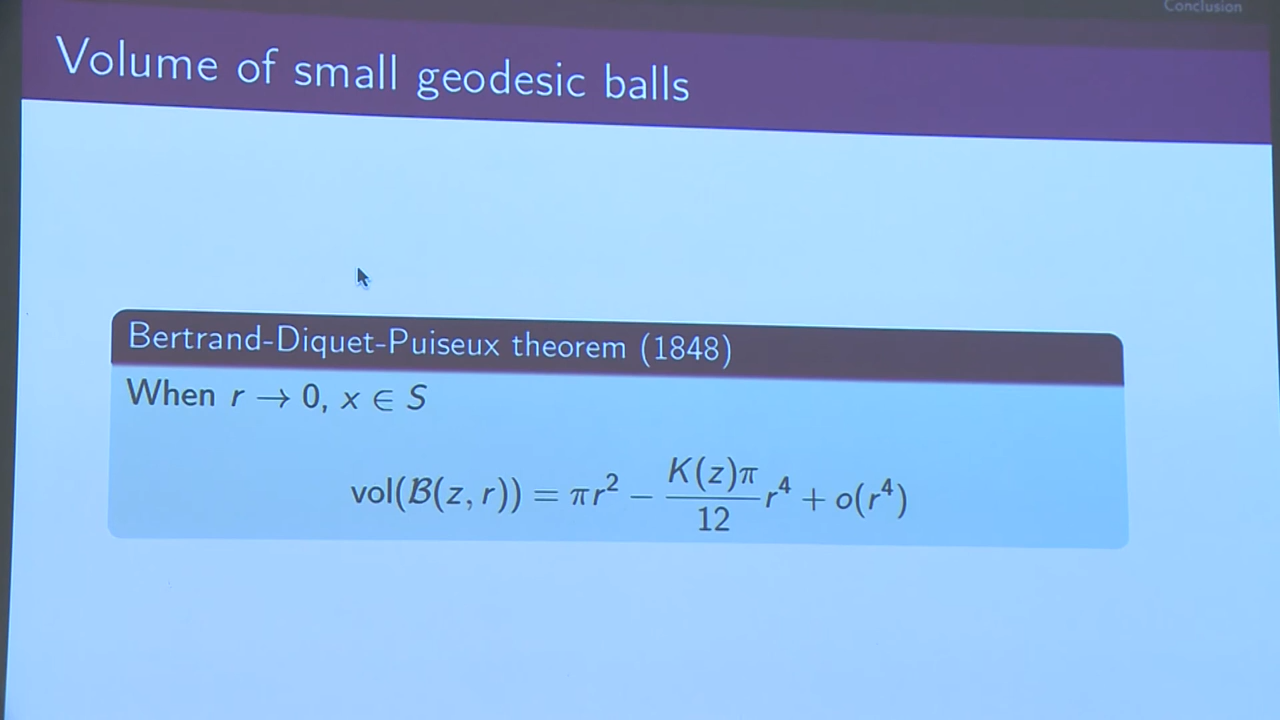 Conclusion
Volume of small geodesic balls
Bertrand-Diquet-Puiseux theorem (1848)
When r → 0, x ∈ S
vol(B(z, r)) = πr² − K(z)π/12 r⁴ + o(r⁴)